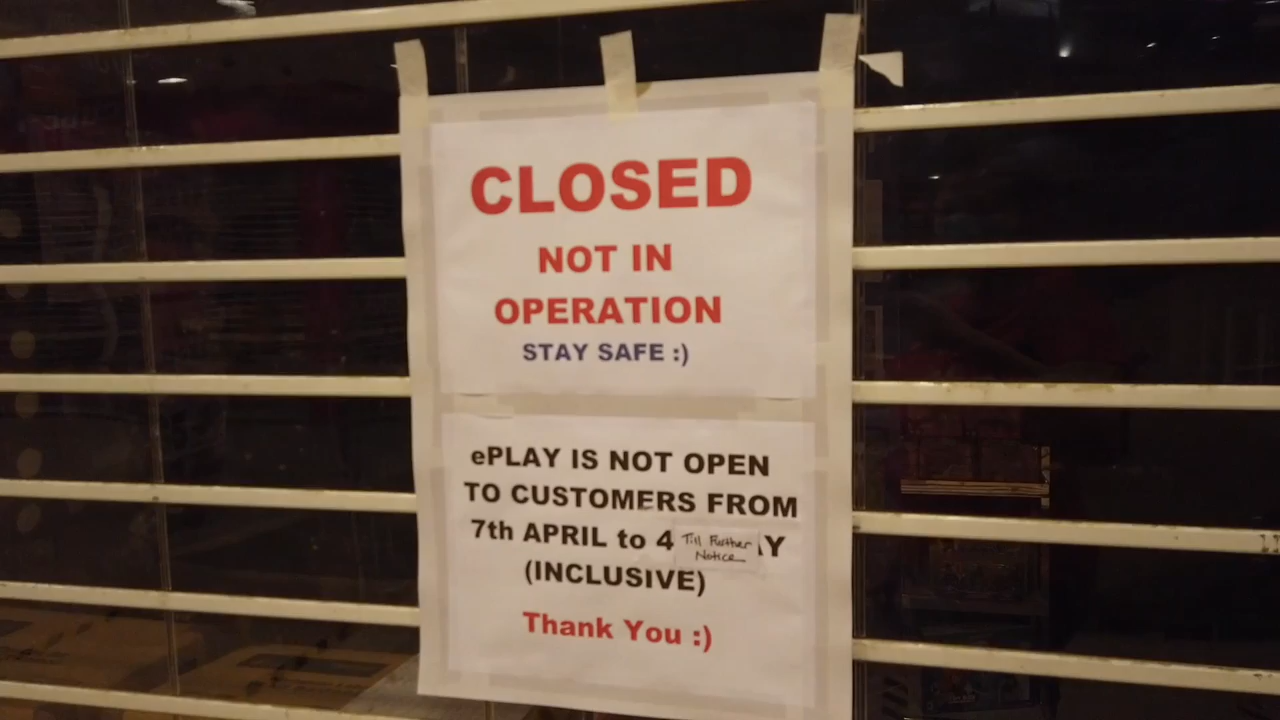 CLOSED
NOT IN
OPERATION
STAY SAFE :)
ePLAY IS NOT OPEN
TO CUSTOMERS FROM
7th APRIL to 4 Till Further Notice AY
(INCLUSIVE)
Thank You :)